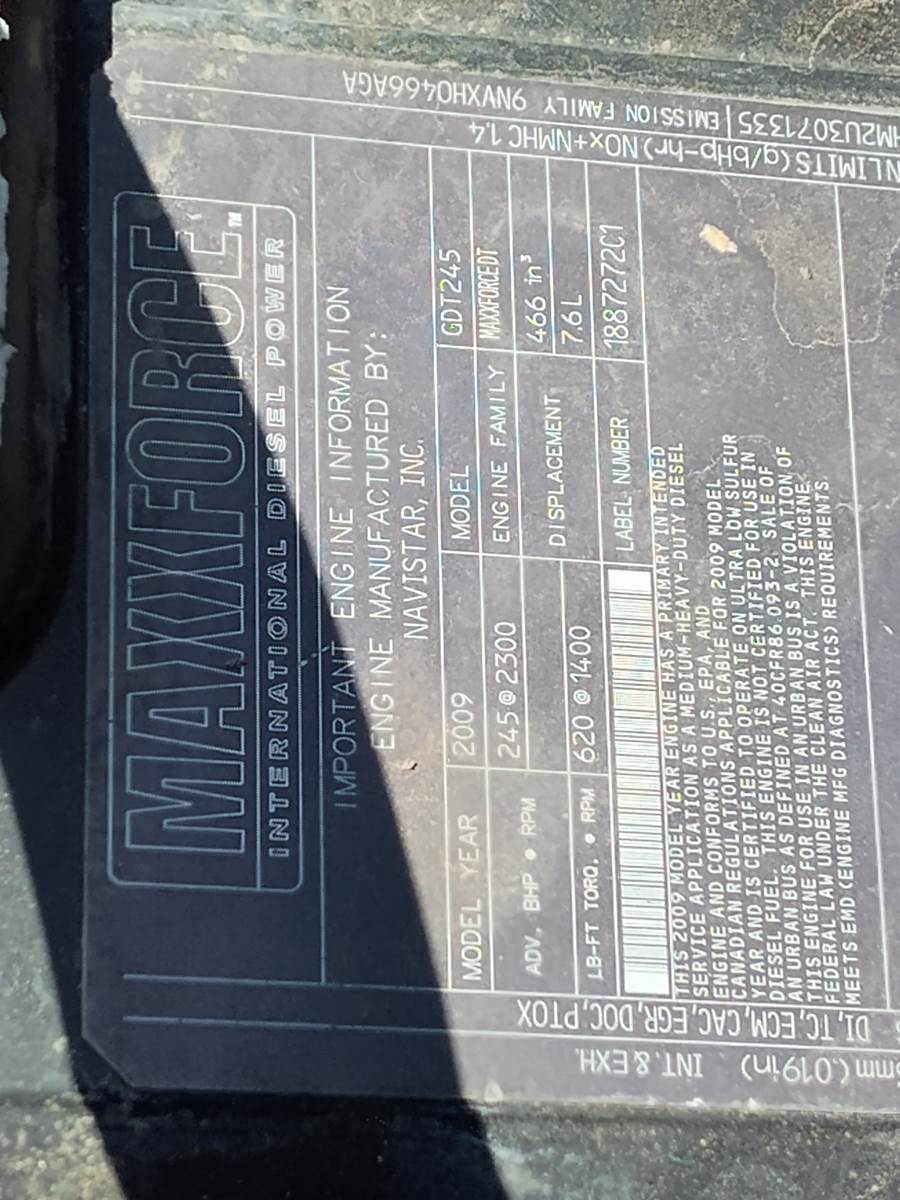 MAXXFORCE™
INTERNATIONAL DIESEL POWER
IMPORTANT ENGINE INFORMATION
ENGINE MANUFACTURED BY:
NAVISTAR, INC.
MODEL YEAR 2009 MODEL GDT245
ADV. BHP • RPM 245@2300 ENGINE FAMILY MAXXFORCEDT
DISPLACEMENT 466 in³
7.6L
LB-FT TORQ. • RPM 620@1400
LABEL NUMBER 1887272C1
THIS 2009 MODEL YEAR ENGINE HAS A PRIMARY INTENDED
SERVICE APPLICATION AS A MEDIUM-HEAVY-DUTY DIESEL
ENGINE AND CONFORMS TO U.S. EPA, AND
CANADIAN REGULATIONS APPLICABLE FOR 2009 MODEL
YEAR AND IS CERTIFIED TO OPERATE ON ULTRA LOW SULFUR
DIESEL FUEL. THIS ENGINE IS NOT CERTIFIED FOR USE IN
AN URBAN BUS AS DEFINED AT 40CFR86.093-2. SALE OF
THIS ENGINE FOR USE IN AN URBAN BUS IS A VIOLATION OF
FEDERAL LAW UNDER THE CLEAN AIR ACT. THIS ENGINE
MEETS EMD (ENGINE MFG DIAGNOSTICS) REQUIREMENTS
HM2U3071335 EMISSION FAMILY 9NVXH0466AGA
LIMITS (g/bHp-hr) NOx+NMHC 1.4
DI, TC, ECM, CAC, EGR, DOC, PTOX
mm (.019in) INT. & EXH.